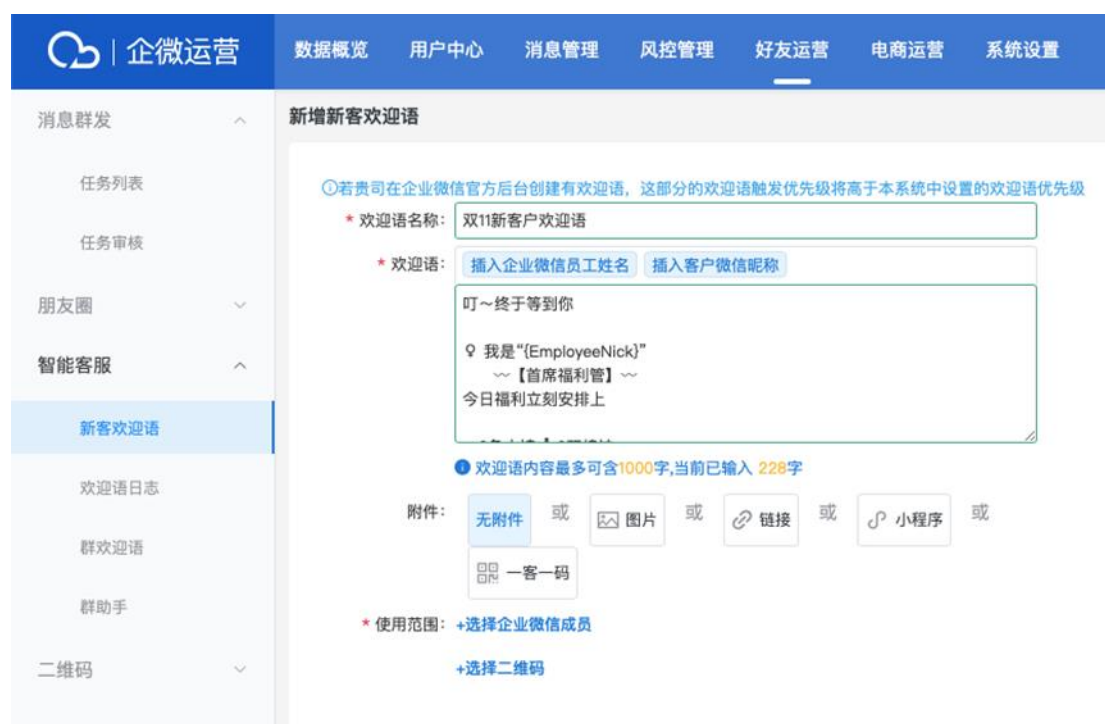 企微运营
数据概览 用户中心 消息管理 风控管理 好友运营 电商运营 系统设置
消息群发
任务列表
任务审核
朋友圈
智能客服
新客欢迎语
欢迎语日志
群欢迎语
群助手
二维码
新增新客欢迎语
若贵司在企业微信官方后台创建有欢迎语，这部分的欢迎语触发优先级将高于本系统中设置的欢迎语优先级
* 欢迎语名称： 双11新客户欢迎语
* 欢迎语： 插入企业微信员工姓名 插入客户微信昵称
叮～终于等到你
♀ 我是“{EmployeeNick}”
〰【首席福利管】〰
今日福利立刻安排上
欢迎语内容最多可含1000字,当前已输入 228字
附件： 无附件 或 图片 或 链接 或 小程序 或
一客一码
* 使用范围： +选择企业微信成员
+选择二维码